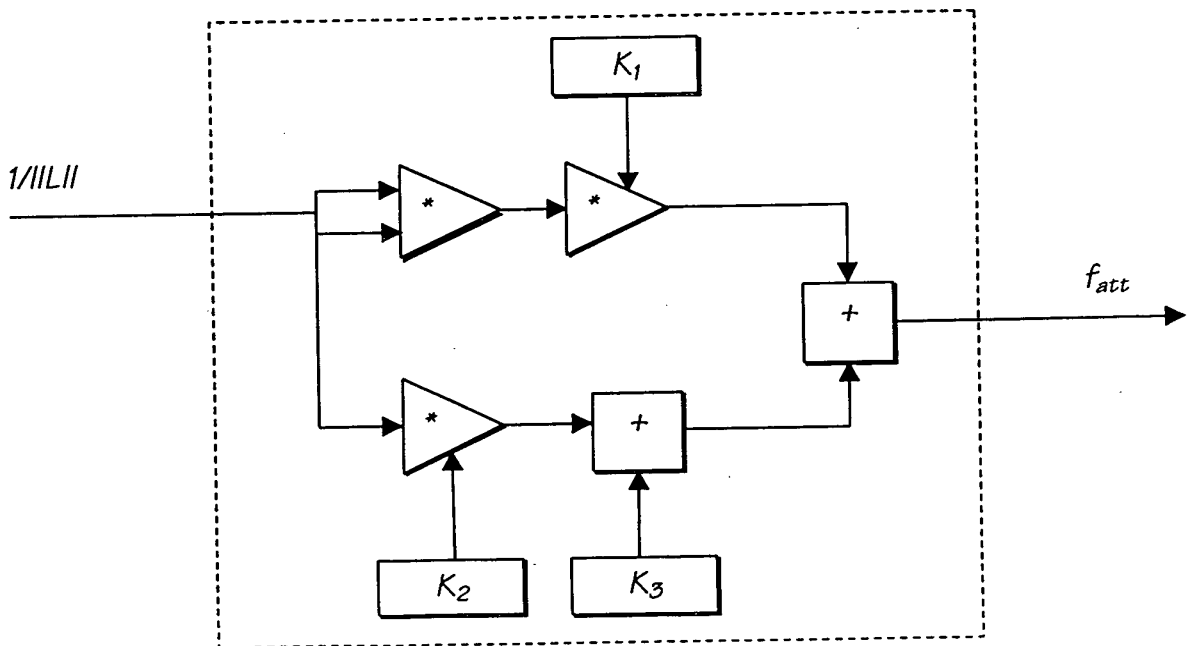 K₁
1/||L||
*
*
f_att
+
*
+
K₂
K₃